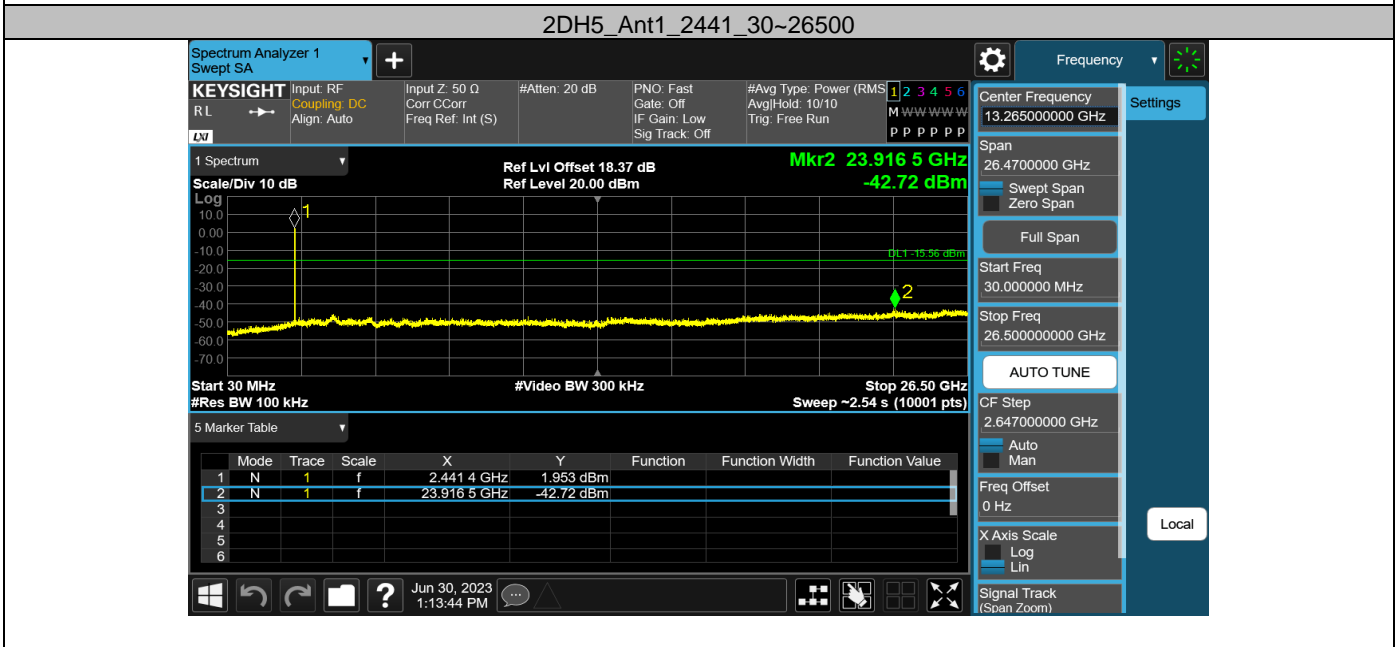 2DH5_Ant1_2441_30~26500
Spectrum Analyzer 1
Swept SA
+
Frequency
KEYSIGHT
RL
LXI
Input: RF
Coupling: DC
Align: Auto
Input Z: 50 Ω
Corr CCorr
Freq Ref: Int (S)
#Atten: 20 dB
PNO: Fast
Gate: Off
IF Gain: Low
Sig Track: Off
#Avg Type: Power (RMS
Avg|Hold: 10/10
Trig: Free Run
1 2 3 4 5 6
M W W W W W
P P P P P P
1 Spectrum
Scale/Div 10 dB
Ref Lvl Offset 18.37 dB
Ref Level 20.00 dBm
Mkr2 23.916 5 GHz
-42.72 dBm
Log
10.0
0.00
-10.0
-20.0
-30.0
-40.0
-50.0
-60.0
-70.0
1
DL1 -15.56 dBm
2
Start 30 MHz
#Res BW 100 kHz
#Video BW 300 kHz
Stop 26.50 GHz
Sweep ~2.54 s (10001 pts)
5 Marker Table
Mode Trace Scale X Y Function Function Width Function Value
1 N 1 f 2.441 4 GHz 1.953 dBm
2 N 1 f 23.916 5 GHz -42.72 dBm
3
4
5
6
?
Jun 30, 2023
1:13:44 PM
Center Frequency
13.265000000 GHz
Span
26.4700000 GHz
Swept Span
Zero Span
Full Span
Start Freq
30.000000 MHz
Stop Freq
26.500000000 GHz
AUTO TUNE
CF Step
2.647000000 GHz
Auto
Man
Freq Offset
0 Hz
X Axis Scale
Log
Lin
Signal Track
(Span Zoom)
Settings
Local